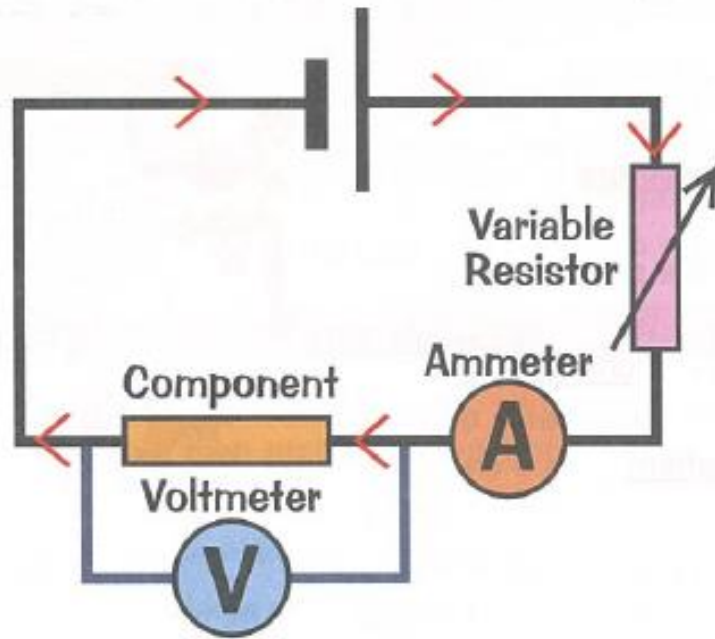 Variable
Resistor
Ammeter
A
Component
Voltmeter
V